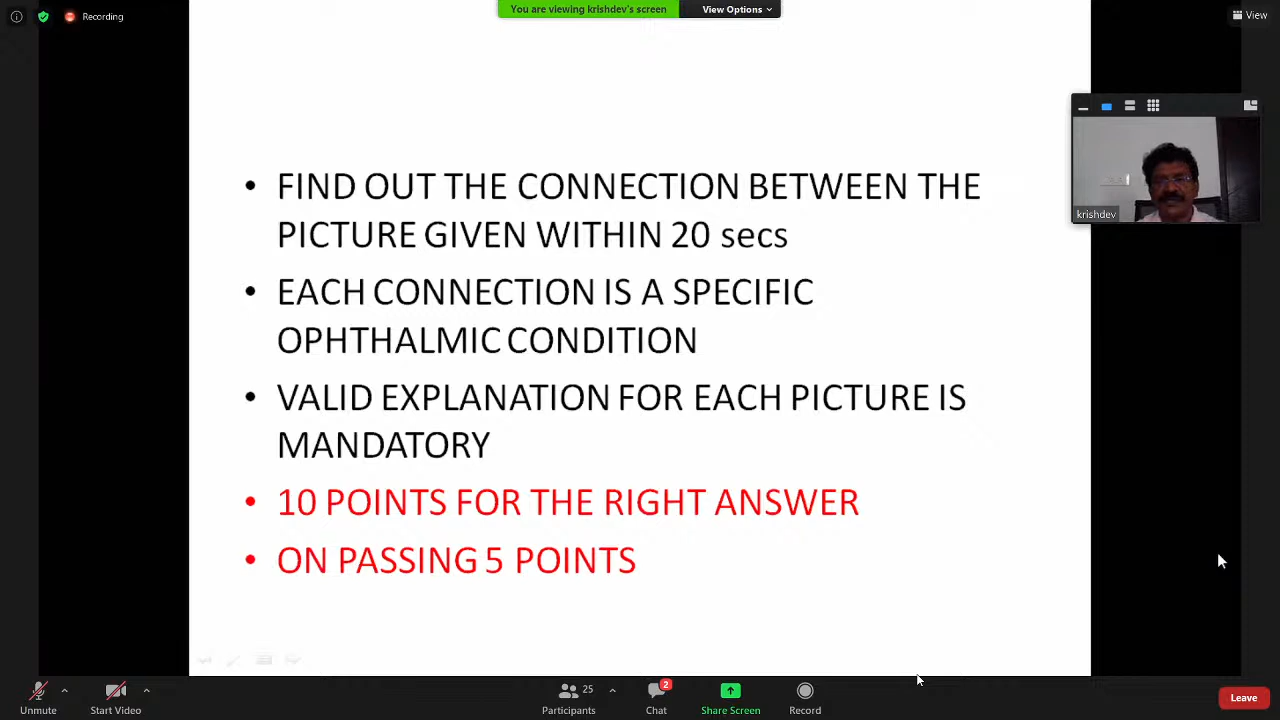 Recording
You are viewing krishdev's screen
View Options
View
• FIND OUT THE CONNECTION BETWEEN THE
PICTURE GIVEN WITHIN 20 secs
• EACH CONNECTION IS A SPECIFIC
OPHTHALMIC CONDITION
• VALID EXPLANATION FOR EACH PICTURE IS
MANDATORY
• 10 POINTS FOR THE RIGHT ANSWER
• ON PASSING 5 POINTS
krishdev
Unmute
Start Video
25
Participants
2
Chat
Share Screen
Record
Leave